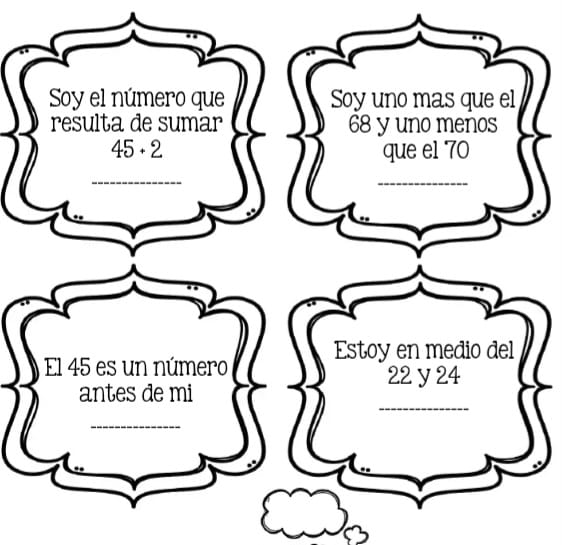 Soy el número que
resulta de sumar
45 + 2
----------------
Soy uno mas que el
68 y uno menos
que el 70
----------------
El 45 es un número
antes de mi
----------------
Estoy en medio del
22 y 24
----------------